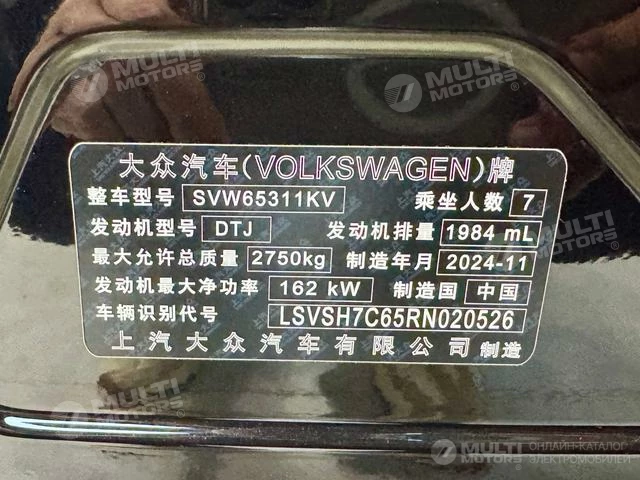 MULTI MOTORS®
MULTI MOTORS®
大众汽车(VOLKSWAGEN)牌
整车型号 SVW65311KV 乘坐人数 7
发动机型号 DTJ 发动机排量 1984 mL
最大允许总质量 2750kg 制造年月 2024-11
发动机最大净功率 162 kW 制造国 中国
车辆识别代号 LSVSH7C65RN020526
上汽大众汽车有限公司 制造
MULTI MOTORS
MULTI MOTORS
MULTI MOTORS
ОНЛАЙН-КАТАЛОГ
ЭЛЕКТРОМОБИЛЕЙ